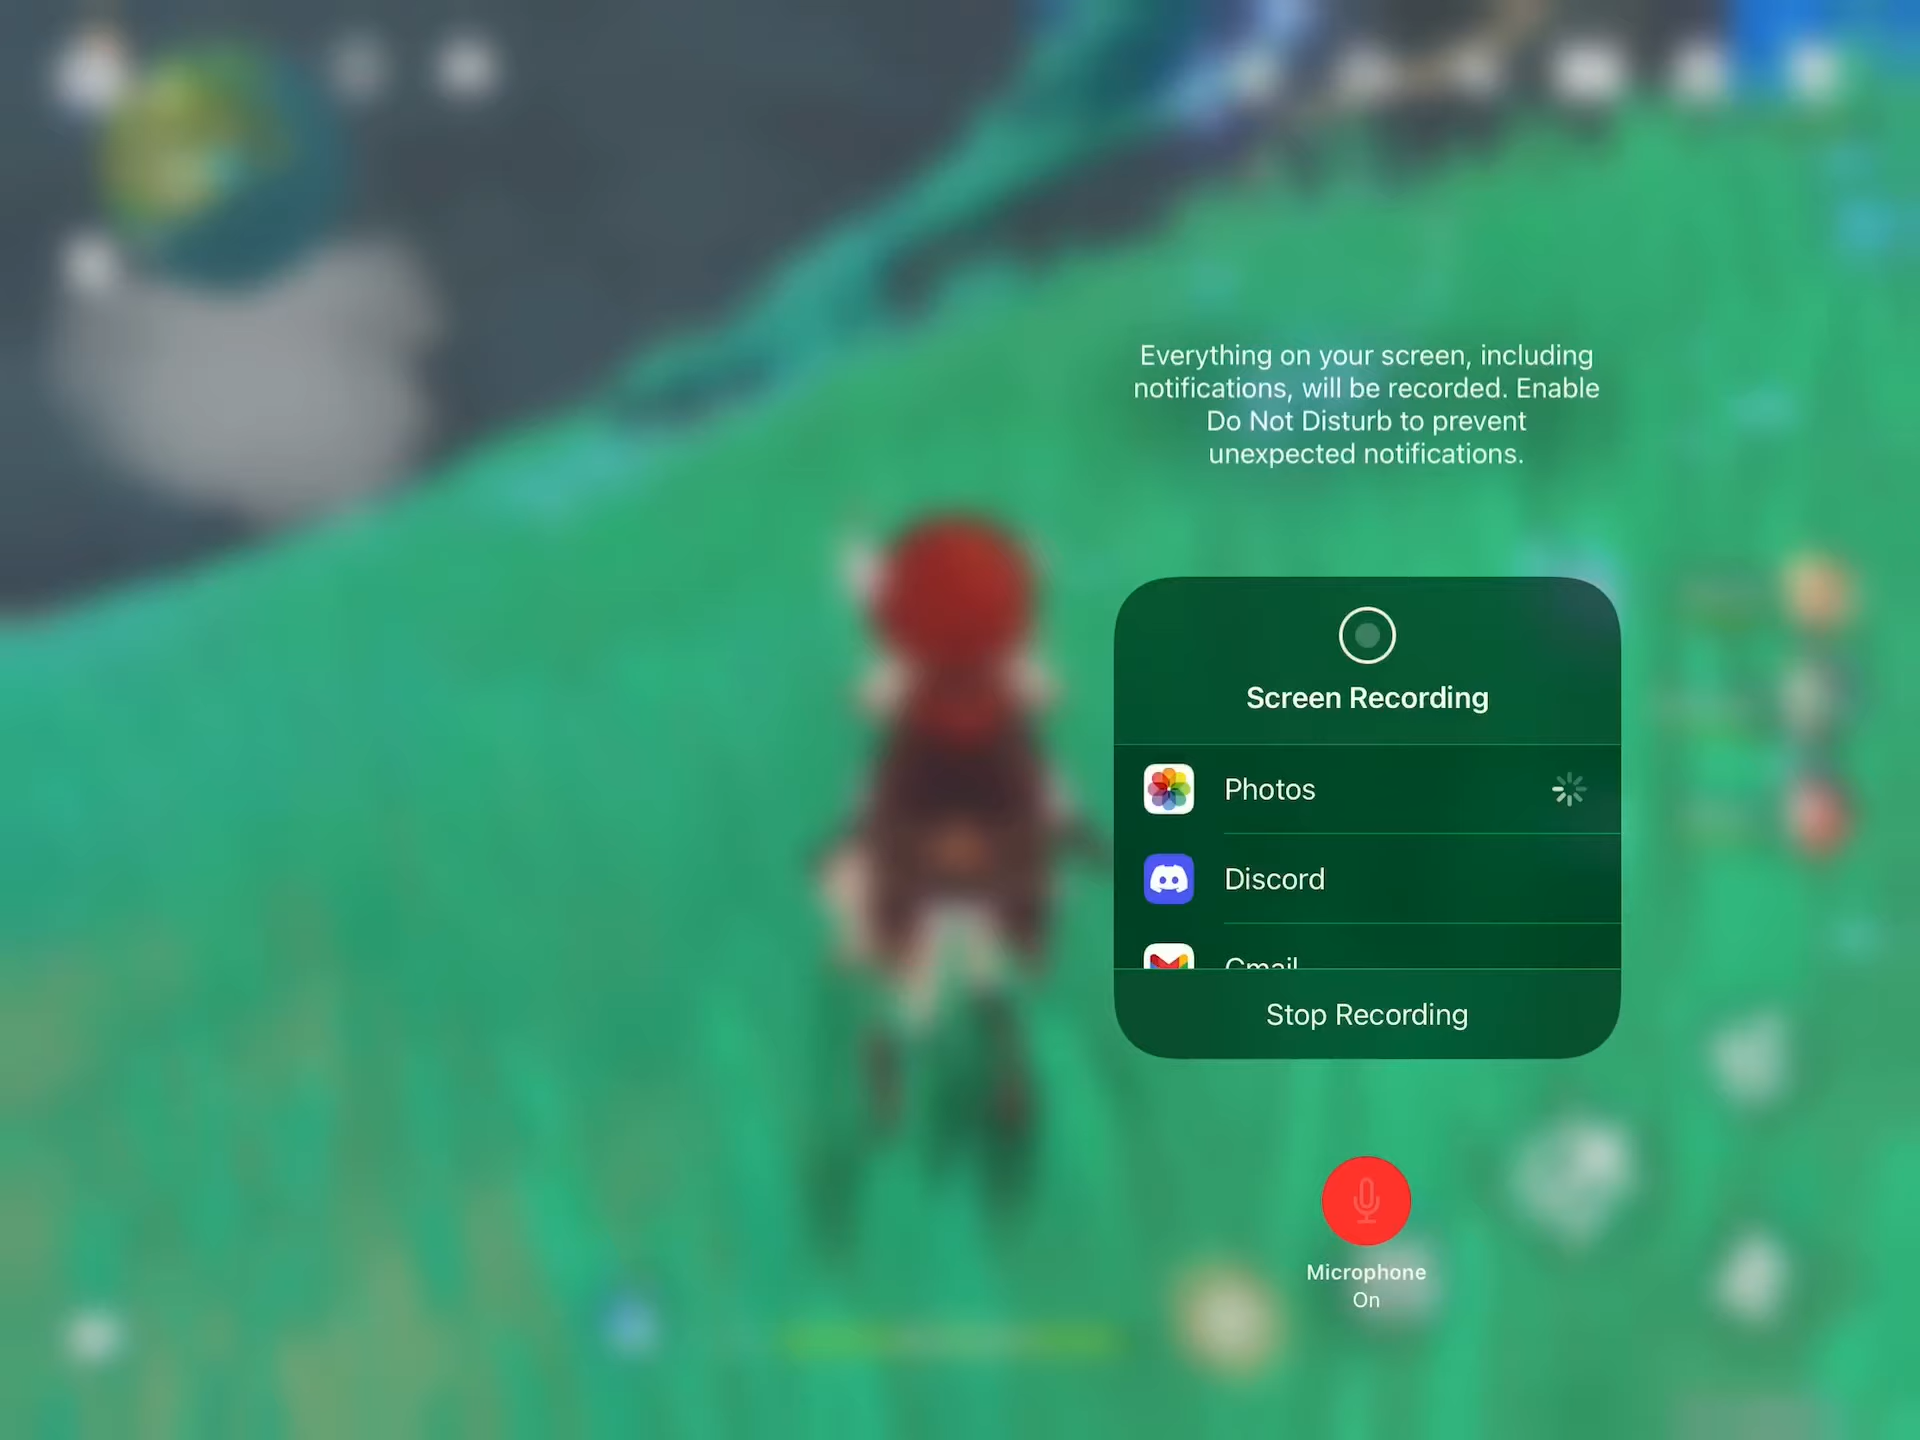 Everything on your screen, including
notifications, will be recorded. Enable
Do Not Disturb to prevent
unexpected notifications.
Screen Recording
Photos
Discord
Gmail
Stop Recording
Microphone
On